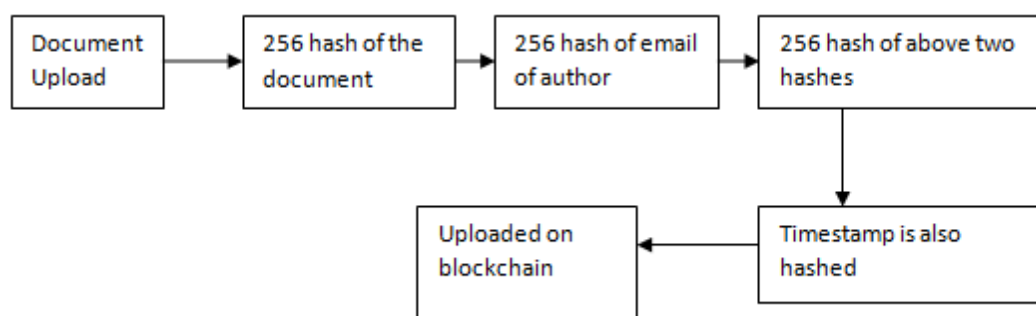 Document
Upload
256 hash of the
document
256 hash of email
of author
256 hash of above two
hashes
Timestamp is also
hashed
Uploaded on
blockchain